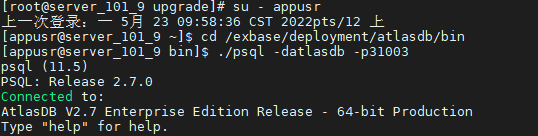 [root@server_101_9 upgrade]# su - appusr
上一次登录：一 5月 23 09:58:36 CST 2022pts/12 上
[appusr@server_101_9 ~]$ cd /exbase/deployment/atlasdb/bin
[appusr@server_101_9 bin]$ ./psql -datlasdb -p31003
psql (11.5)
PSQL: Release 2.7.0
Connected to:
AtlasDB V2.7 Enterprise Edition Release - 64-bit Production
Type "help" for help.